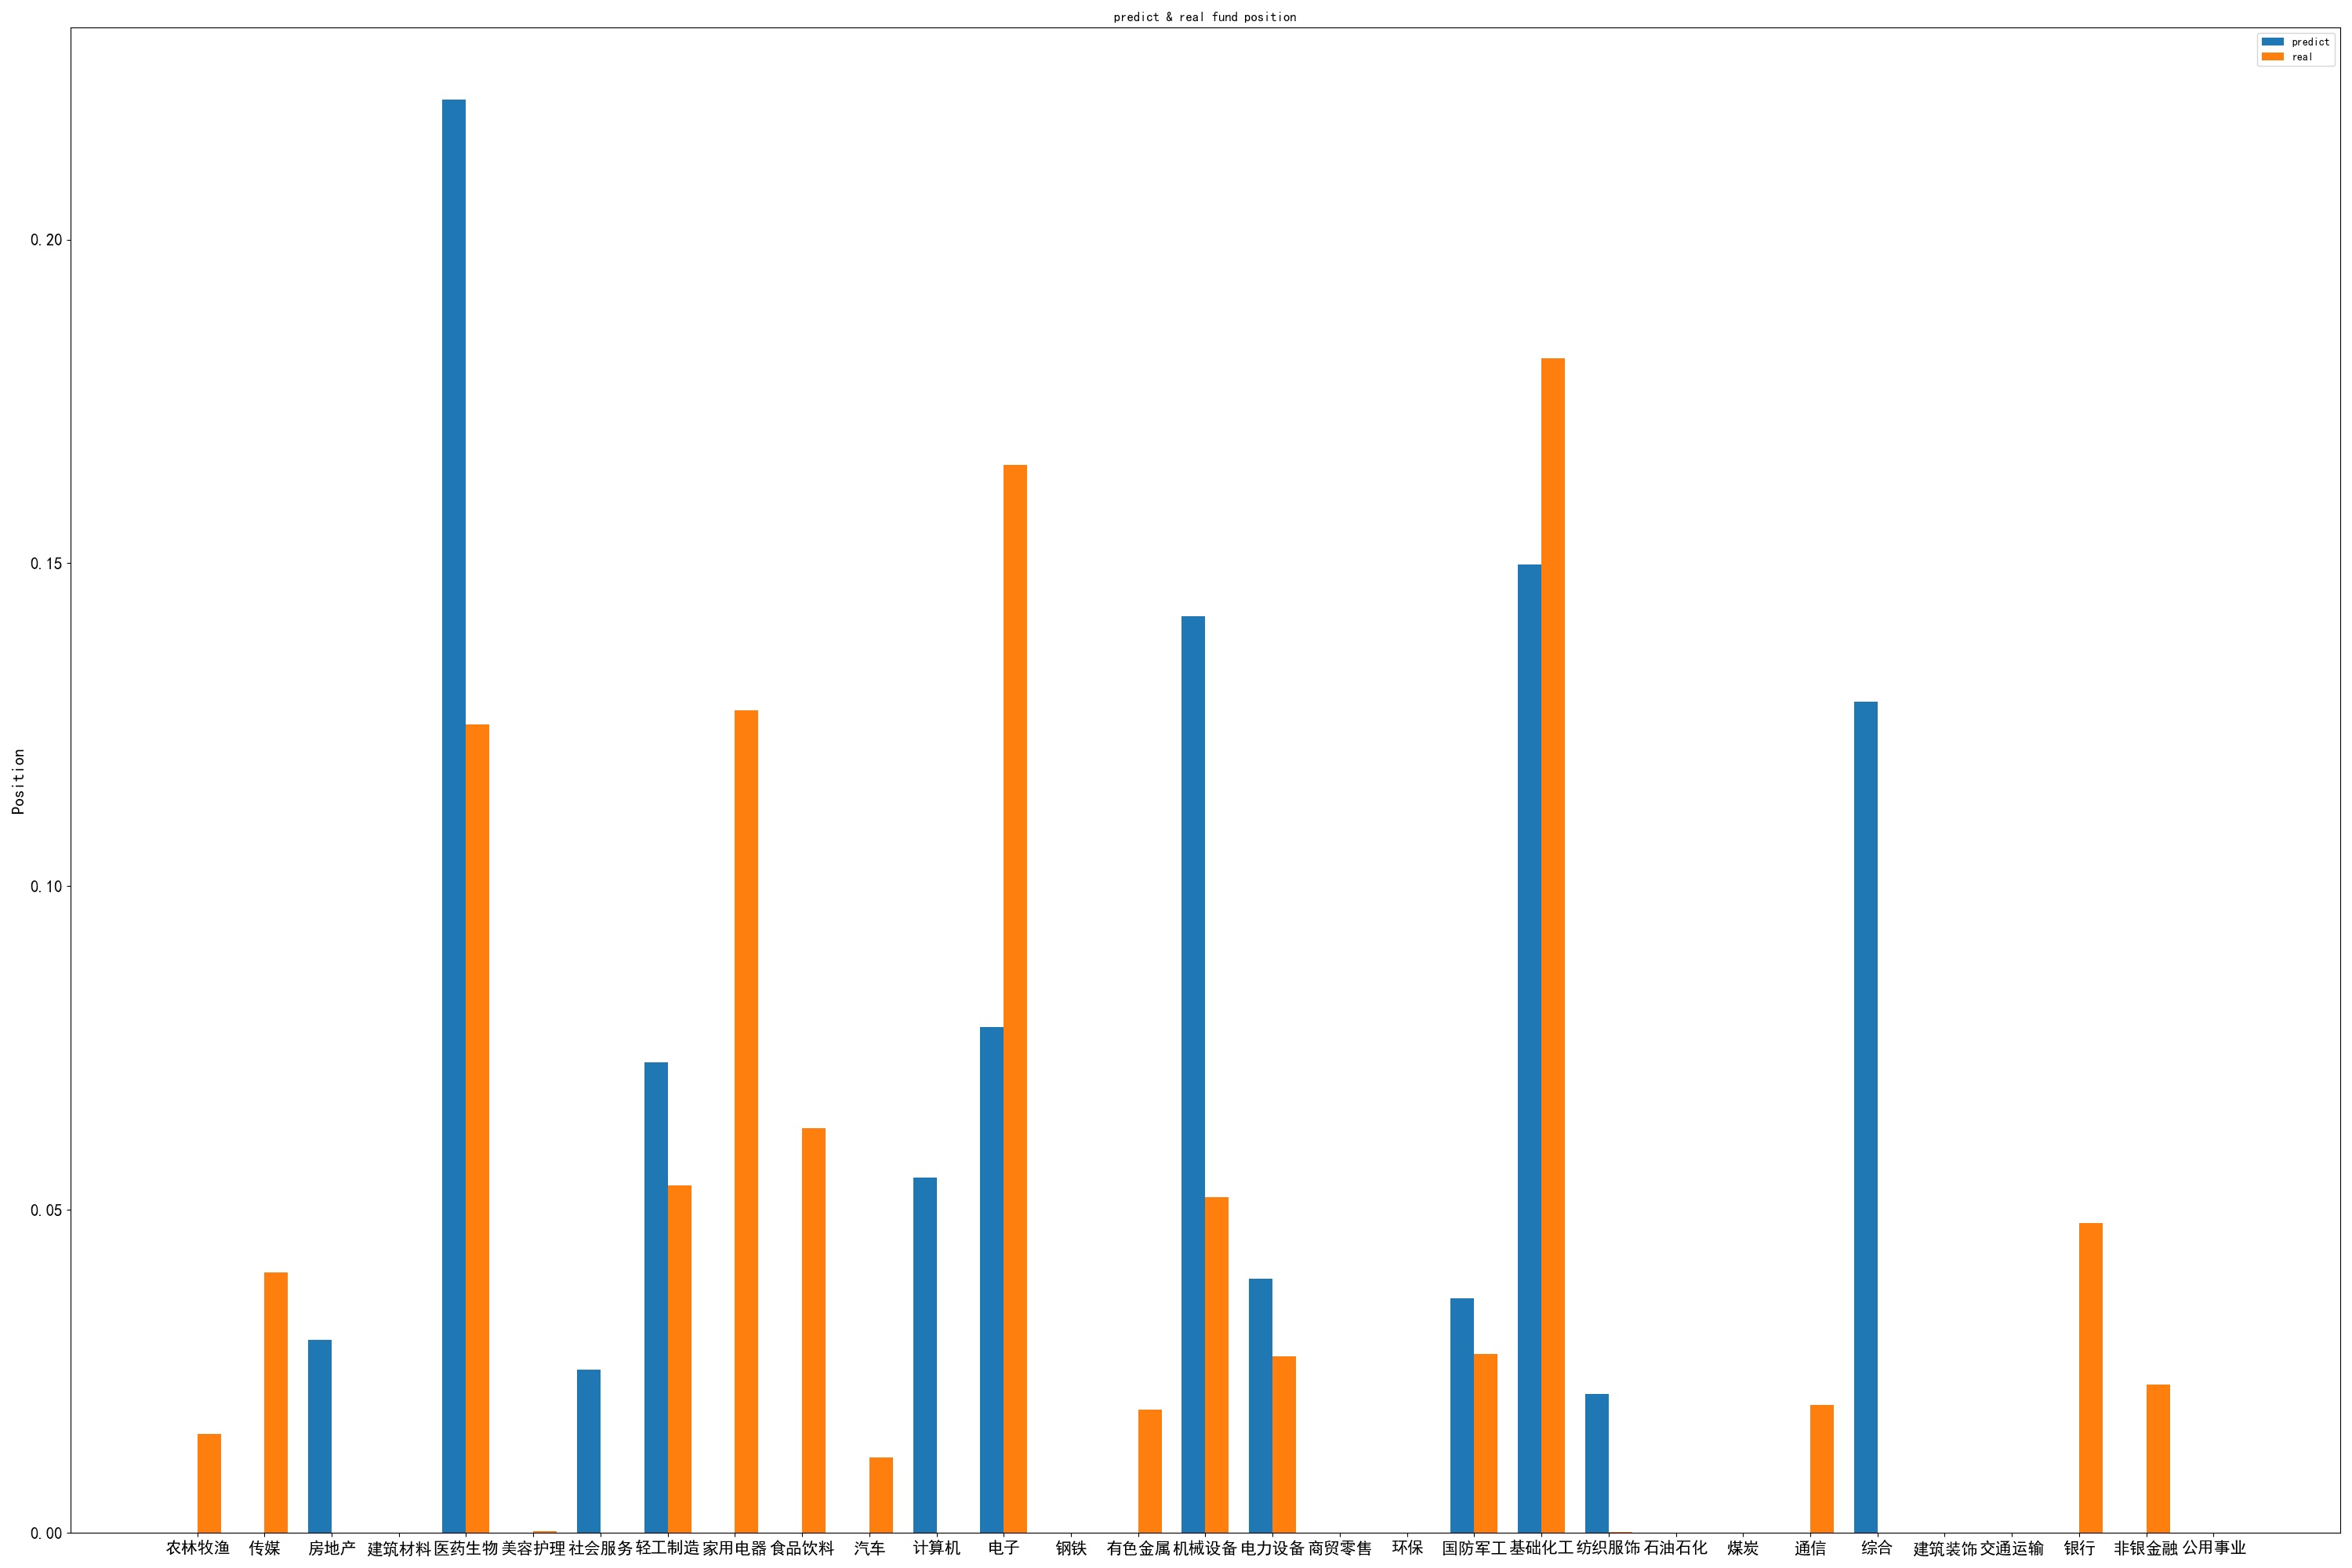 predict & real fund position
predict
real
0.20
0.15
0.10
0.05
0.00
Position
农林牧渔 传媒 房地产 建筑材料 医药生物 美容护理 社会服务 轻工制造 家用电器 食品饮料 汽车 计算机 电子 钢铁 有色金属 机械设备 电力设备 商贸零售 环保 国防军工 基础化工 纺织服饰 石油石化 煤炭 通信 综合 建筑装饰 交通运输 银行 非银金融 公用事业